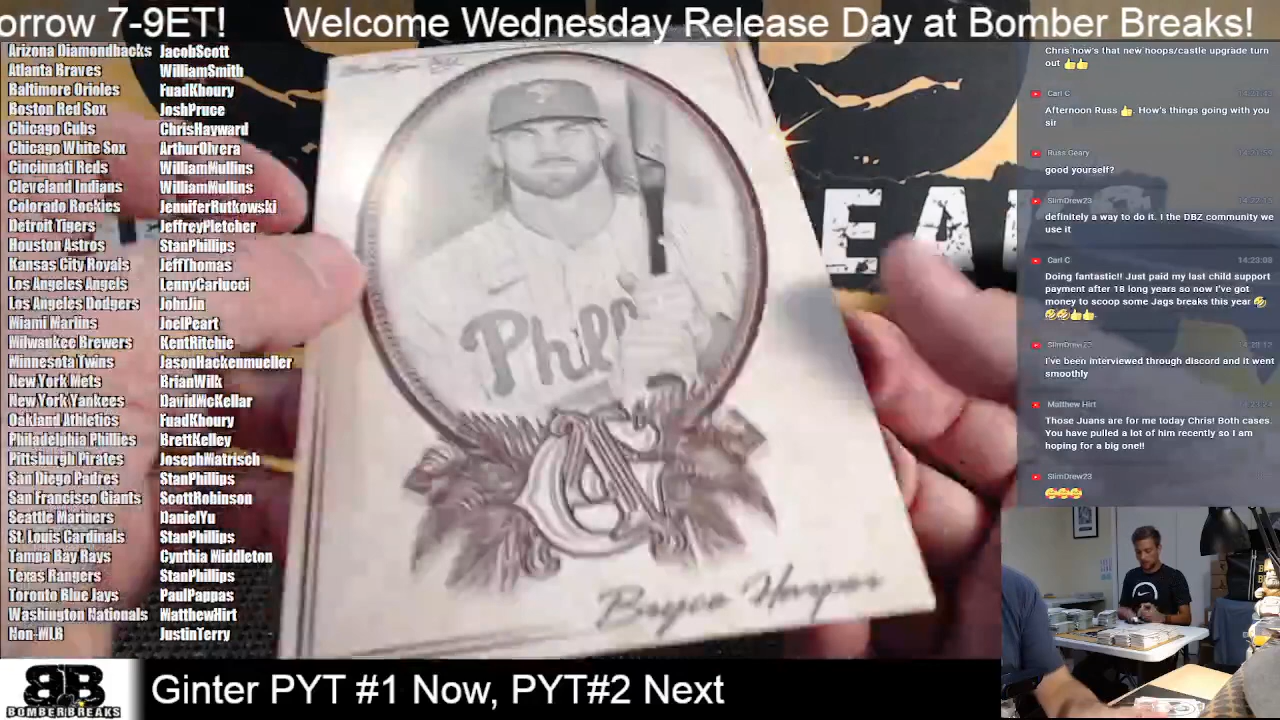 orrow 7-9ET! Welcome Wednesday Release Day at Bomber Breaks!
Arizona Diamondbacks JacobScott
Atlanta Braves WilliamSmith
Baltimore Orioles FuadKhoury
Boston Red Sox JoshPruce
Chicago Cubs ChrisHayward
Chicago White Sox ArthurOlvera
Cincinnati Reds WilliamMullins
Cleveland Indians WilliamMullins
Colorado Rockies JenniferRutkowski
Detroit Tigers JeffreyPletcher
Houston Astros StanPhillips
Kansas City Royals JeffThomas
Los Angeles Angels LennyCarlucci
Los Angeles Dodgers JohnJin
Miami Marlins JoelPeart
Milwaukee Brewers KentRitchie
Minnesota Twins JasonHackenmueller
New York Mets BrianWilk
New York Yankees DavidMcKellar
Oakland Athletics FuadKhoury
Philadelphia Phillies BrettKelley
Pittsburgh Pirates JosephMatrisch
San Diego Padres StanPhillips
San Francisco Giants ScottRobinson
Seattle Mariners DanielYu
St Louis Cardinals StanPhillips
Tampa Bay Rays Cynthia Middleton
Texas Rangers StanPhillips
Toronto Blue Jays PaulPappas
Washington Nationals MatthewHirt
Non-MLB JustinTerry
Phil
Bryce Harper
EA
Chris how's that new hoops/castle upgrade turn
out 👍👍
Carl C
Afternoon Russ 👍. How's things going with you
sir
Russ Geary
good yourself?
SlimDrew23
definitely a way to do it. I the DBZ community we
use it
Carl C 14:23:08
Doing fantastic!! Just paid my last child support
payment after 18 long years so now I've got
money to scoop some Jags breaks this year 🤣
🤣🤣👍👍
SlimDrew23
I've been interviewed through discord and it went
smoothly
Matthew Hirt
Those Juans are for me today Chris! Both cases.
You have pulled a lot of him recently so I am
hoping for a big one!!
SlimDrew23
🥰🥰🥰
BB
BOMBERBREAKS
Ginter PYT #1 Now, PYT#2 Next